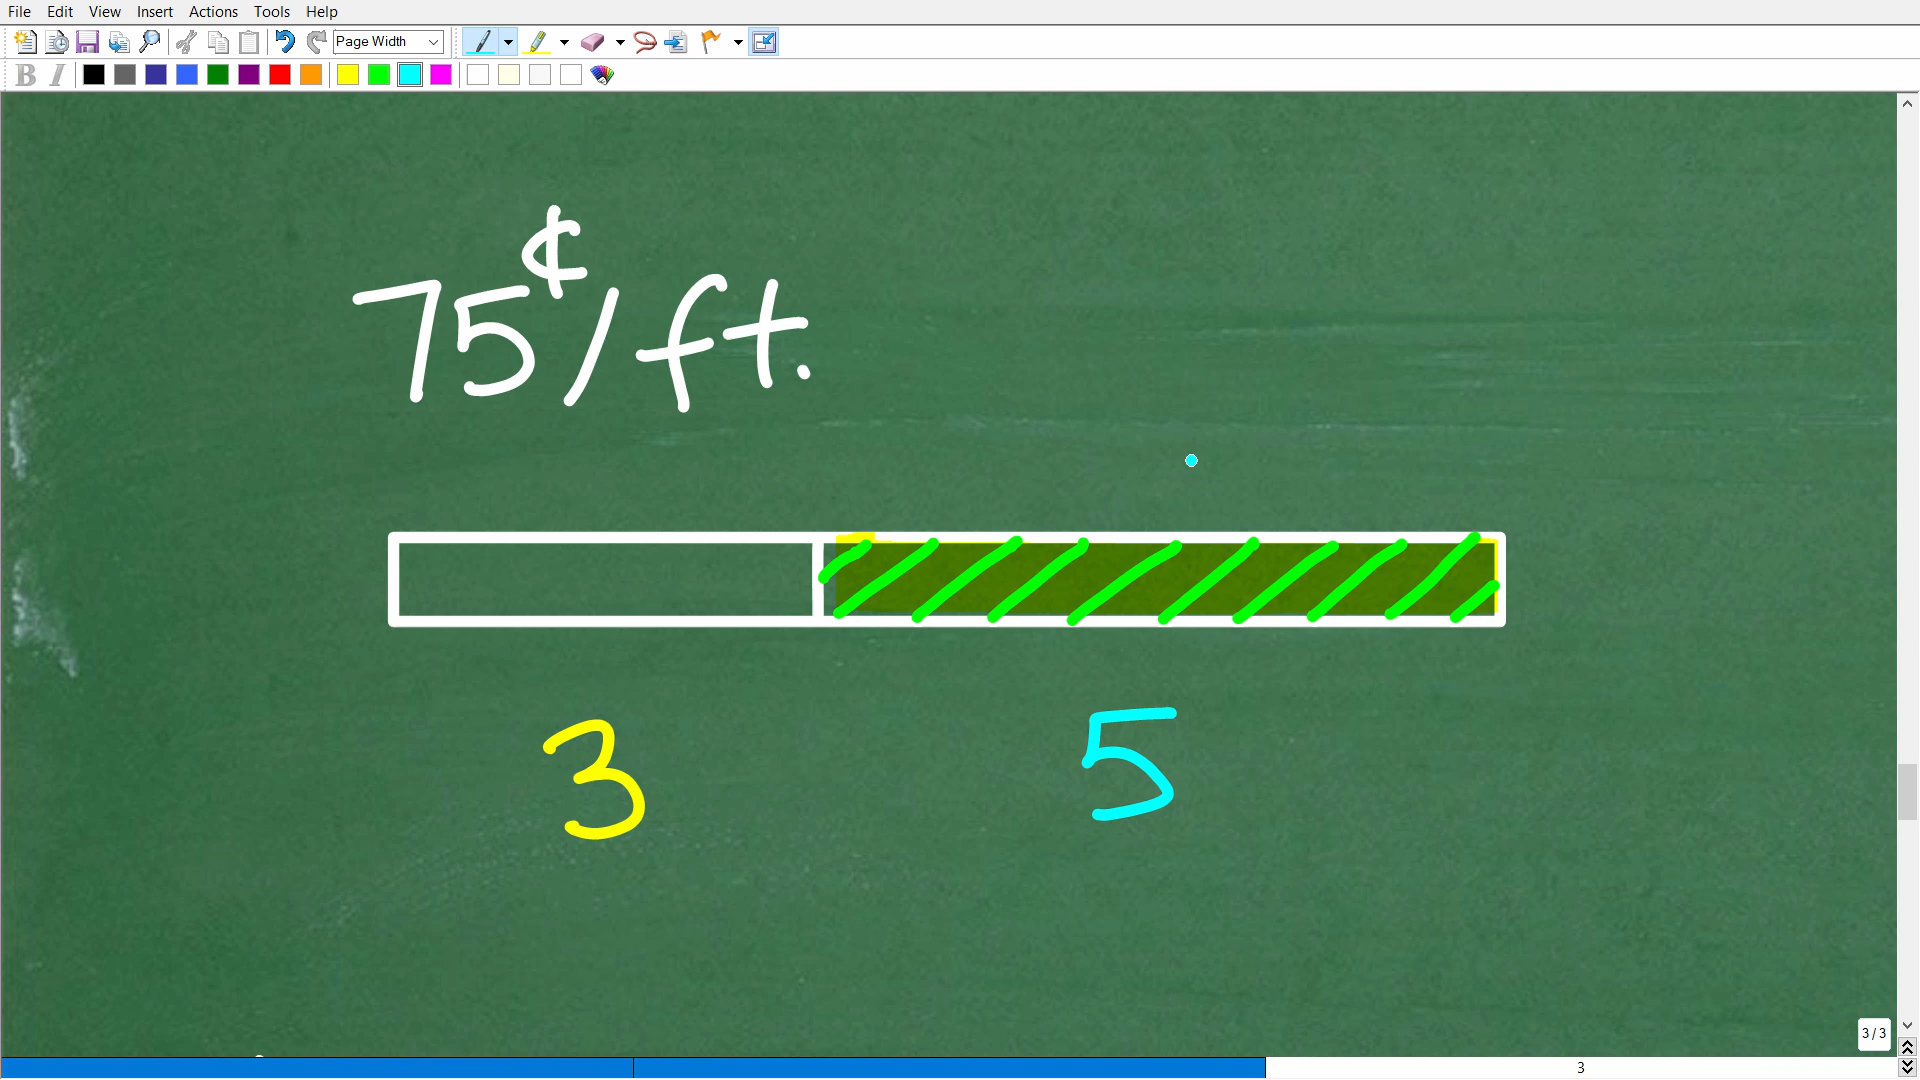 File Edit View Insert Actions Tools Help
Page Width
B I
75¢/ft.
3 5
3/3
3